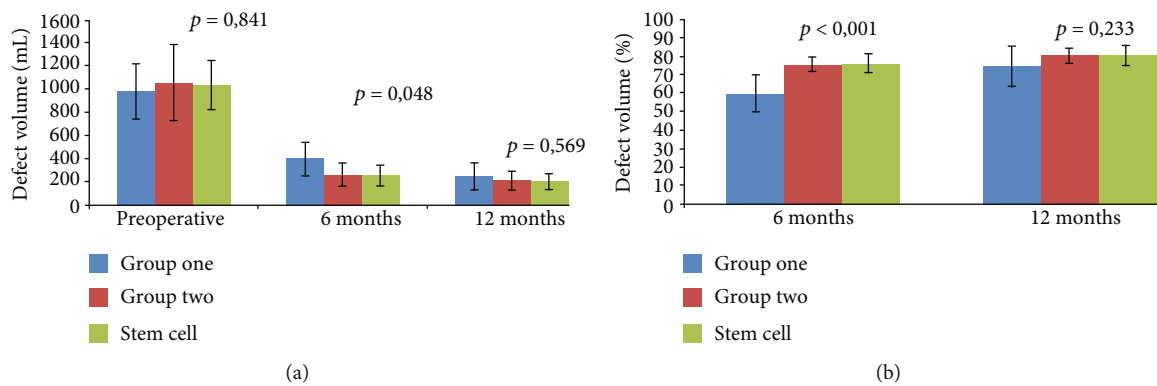 Defect volume (mL)
1600
1400
1200
1000
800
600
400
200
0
p = 0,841
p = 0,048
p = 0,569
Preoperative
6 months
12 months
Group one
Group two
Stem cell
(a)
Defect volume (%)
100
90
80
70
60
50
40
30
20
10
0
p < 0,001
p = 0,233
6 months
12 months
Group one
Group two
Stem cell
(b)